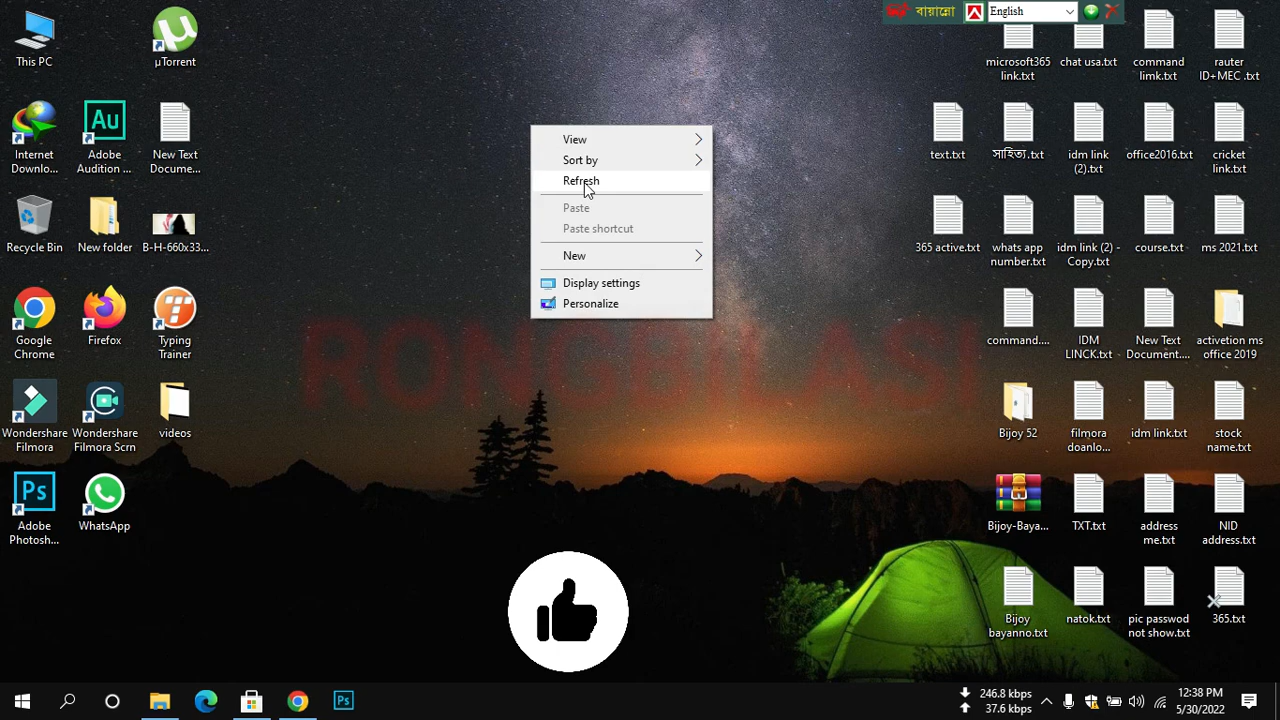 This PC
µTorrent
বায়ান্নো
English
microsoft365
link.txt
chat usa.txt
command
limk.txt
rauter
ID+MEC .txt
Internet
Downlo...
Adobe
Audition ...
New Text
Docume...
text.txt
সাহিত্য.txt
idm link
(2).txt
office2016.txt
cricket
link.txt
View
Sort by
Refresh
Paste
Paste shortcut
New
Display settings
Personalize
Recycle Bin
New folder
B-H-660x33...
365 active.txt
whats app
number.txt
idm link (2) -
Copy.txt
course.txt
ms 2021.txt
Google
Chrome
Firefox
Typing
Trainer
command....
IDM
LINCK.txt
New Text
Document....
activetion ms
office 2019
Wondershare
Filmora
Wondershare
Filmora Scrn
videos
Bijoy 52
filmora
doanlo...
idm link.txt
stock
name.txt
Ps
Adobe
Photosh...
WhatsApp
Bijoy-Baya...
TXT.txt
address
me.txt
NID
address.txt
Bijoy
bayanno.txt
natok.txt
pic passwod
not show.txt
365.txt
Au
Ps
246.8 kbps
37.6 kbps
12:38 PM
5/30/2022